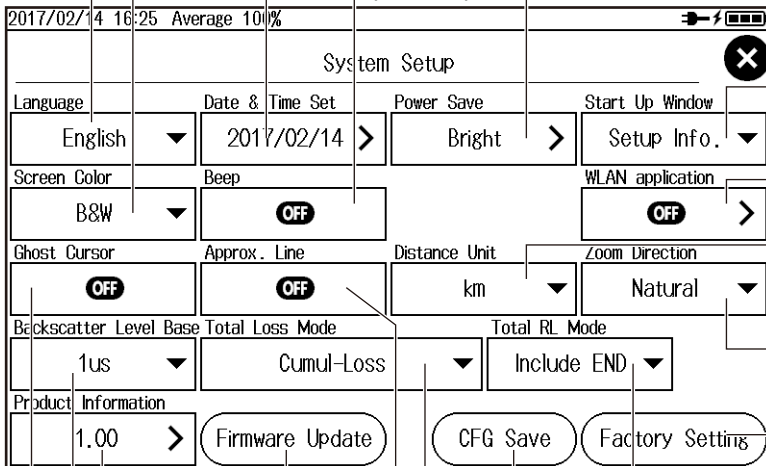 2017/02/14 16:25 Average 100%
System Setup
Language Date & Time Set Power Save Start Up Window
English 2017/02/14 Bright Setup Info.
Screen Color Beep WLAN application
B&W OFF OFF
Ghost Cursor Approx. Line Distance Unit Zoom Direction
OFF OFF km Natural
Backscatter Level Base Total Loss Mode Total RL Mode
1us Cumul-Loss Include END
Product Information
1.00 Firmware Update CFG Save Factory Setting